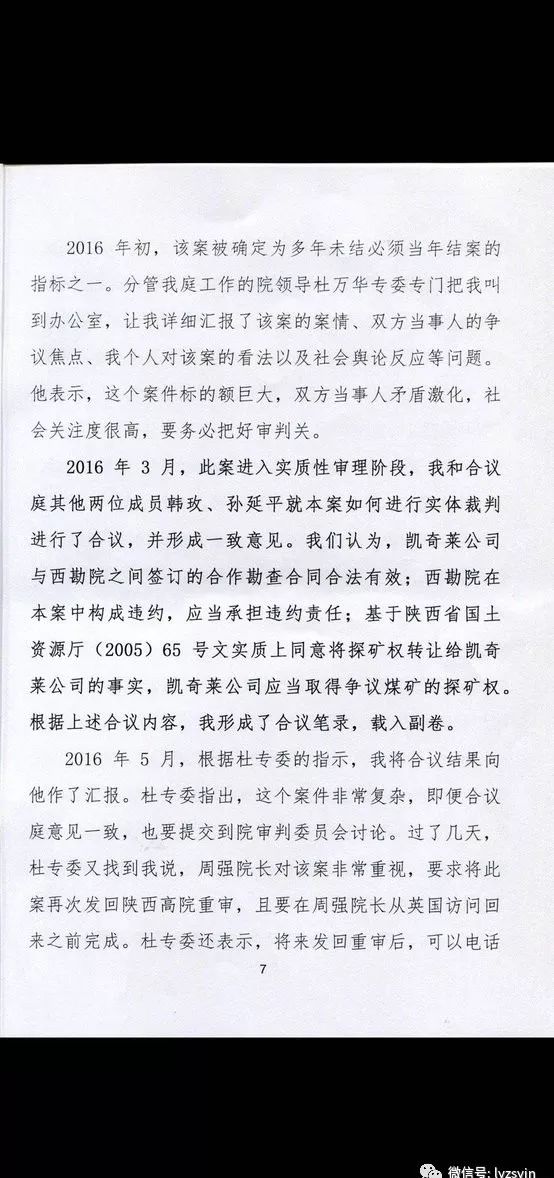 2016 年初，该案被确定为多年未结必须当年结案的
指标之一。分管我庭工作的院领导杜万华专委专门把我叫
到办公室，让我详细汇报了该案的案情、双方当事人的争
议焦点、我个人对该案的看法以及社会舆论反应等问题。
他表示，这个案件标的额巨大，双方当事人矛盾激化，社
会关注度很高，要务必把好审判关。
2016 年 3 月，此案进入实质性审理阶段，我和合议
庭其他两位成员韩玫、孙延平就本案如何进行实体裁判
进行了合议，并形成一致意见。我们认为，凯奇莱公司
与西勘院之间签订的合作勘查合同合法有效；西勘院在
本案中构成违约，应当承担违约责任；基于陕西省国土
资源厅（2005）65 号文实质上同意将探矿权转让给凯奇
莱公司的事实，凯奇莱公司应当取得争议煤矿的探矿权。
根据上述合议内容，我形成了合议笔录，载入副卷。
2016 年 5 月，根据杜专委的指示，我将合议结果向
他作了汇报。杜专委指出，这个案件非常复杂，即便合议
庭意见一致，也要提交到院审判委员会讨论。过了几天，
杜专委又找到我说，周强院长对该案非常重视，要求将此
案再次发回陕西高院重审，且要在周强院长从英国访问回
来之前完成。杜专委还表示，将来发回重审后，可以电话
7
微信号: lyzsvin